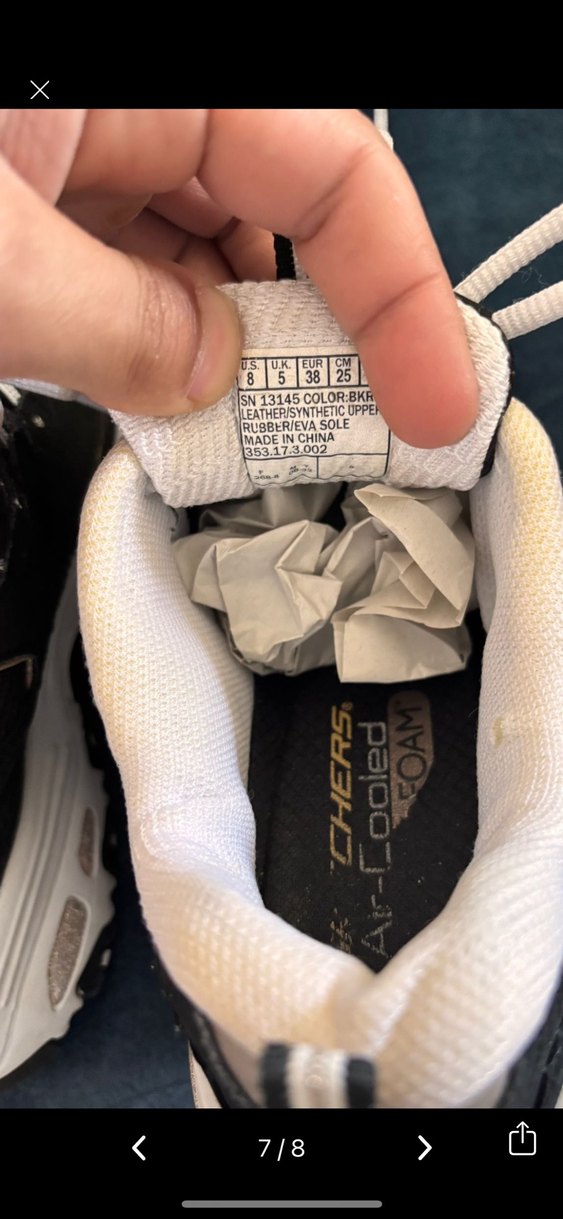 U.S. U.K. EUR CM
8 5 38 25
SN 13145 COLOR:BKR
LEATHER/SYNTHETIC UPPER
RUBBER/EVA SOLE
MADE IN CHINA
353.17.3.002
CHERS®
Air-Cooled
FOAM™
7/8